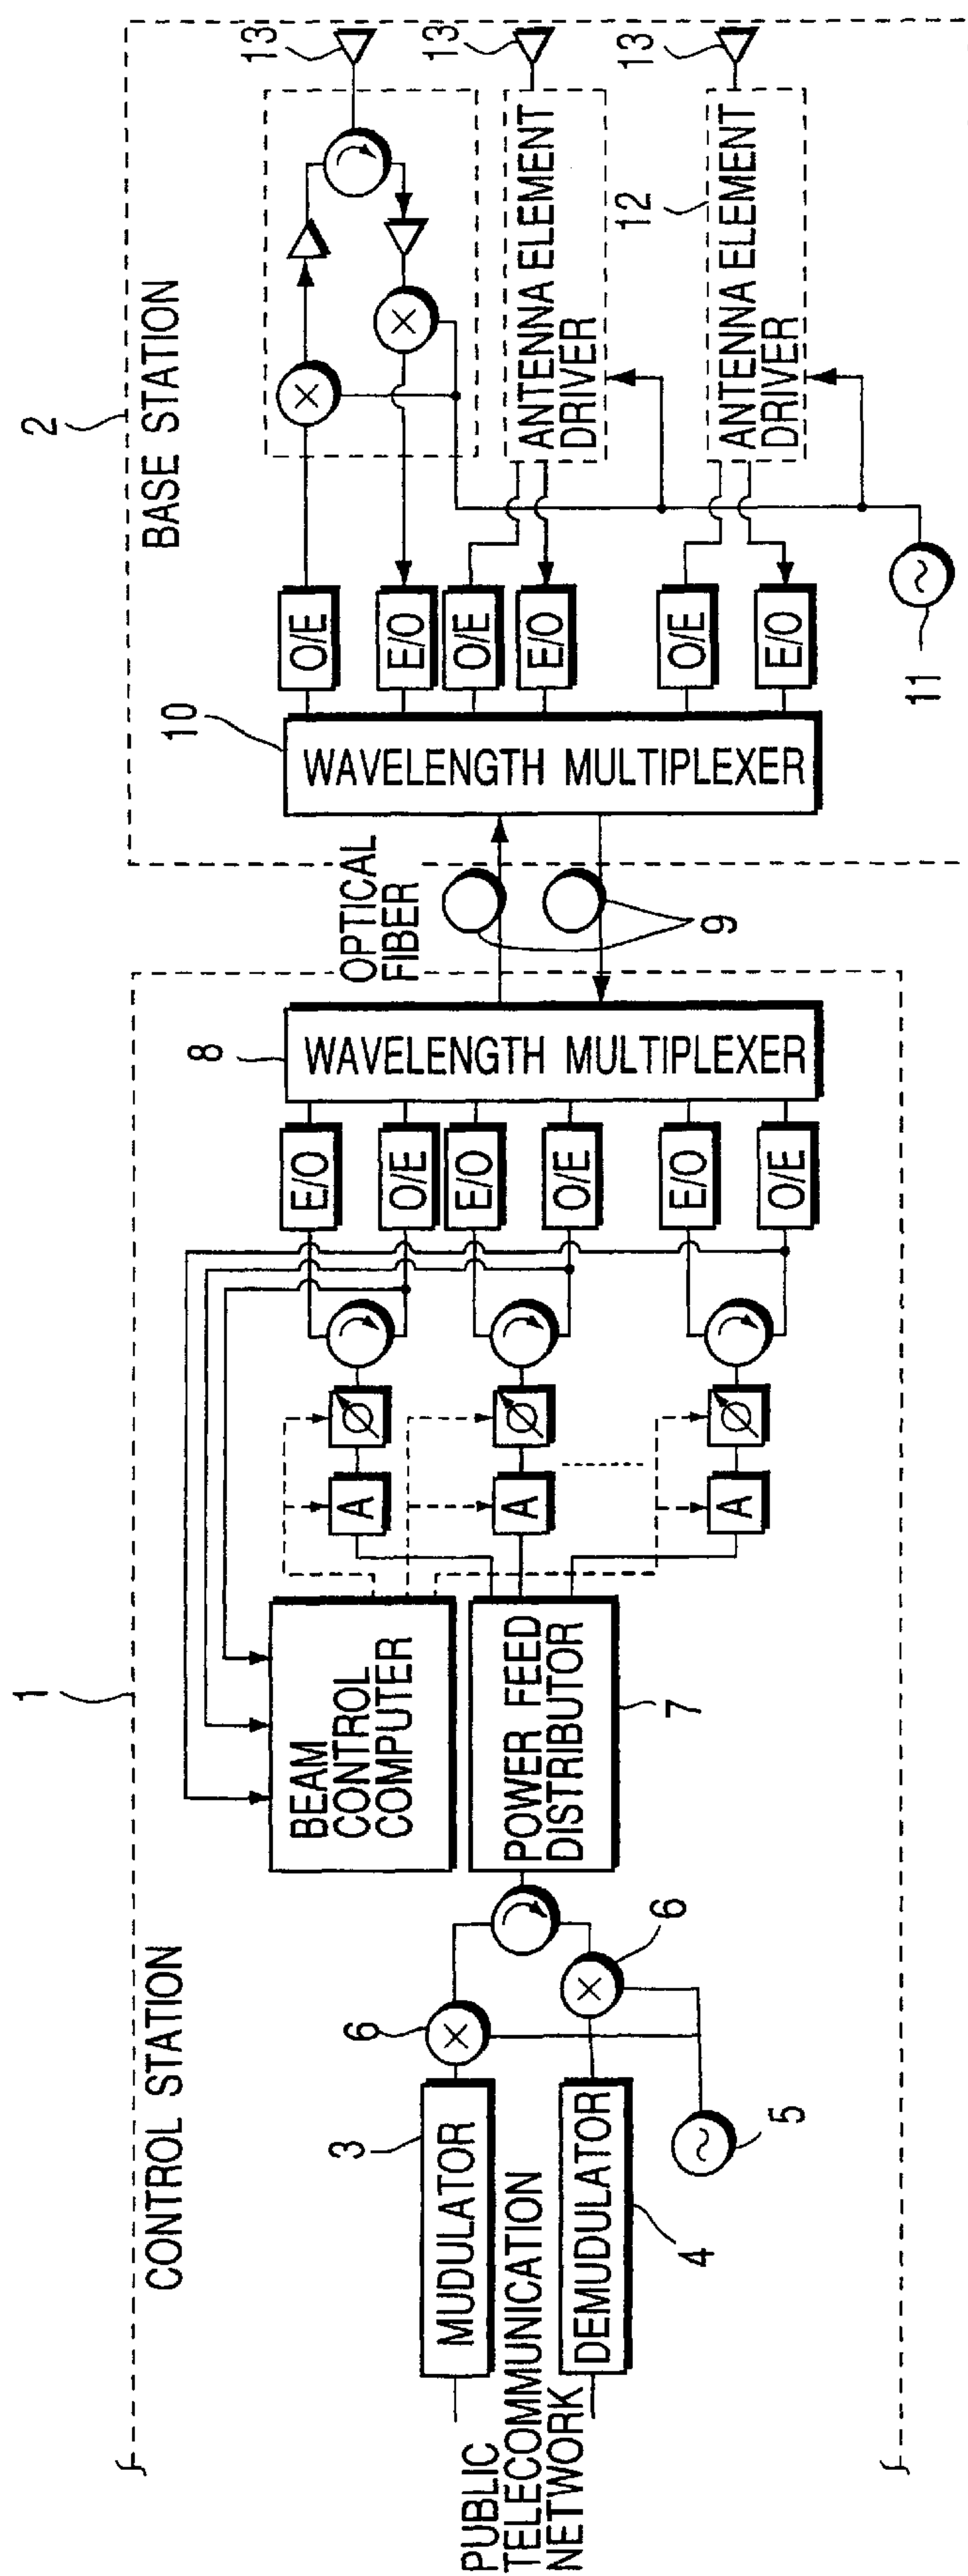 CONTROL STATION
1
BASE STATION
2
PUBLIC
TELECOMMUNICATION
NETWORK
MUDULATOR
3
DEMUDULATOR
4
5
6
6
BEAM
CONTROL
COMPUTER
POWER FEED
DISTRIBUTOR
7
A
Ø
A
Ø
A
Ø
E/O
O/E
E/O
O/E
E/O
O/E
8
WAVELENGTH MULTIPLEXER
OPTICAL
FIBER
9
10
WAVELENGTH MULTIPLEXER
O/E
E/O
O/E
E/O
O/E
E/O
11
ANTENNA ELEMENT
DRIVER
12
ANTENNA ELEMENT
DRIVER
13
13
13